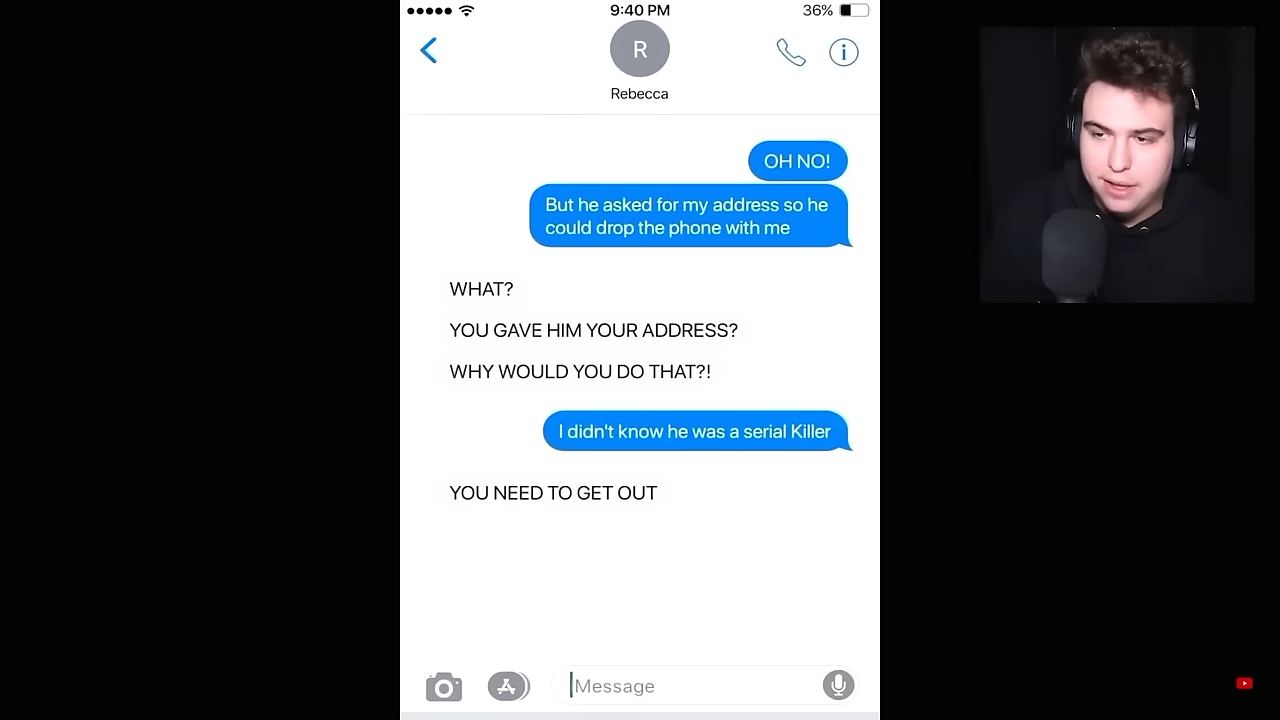 9:40 PM
36%
R
Rebecca
OH NO!
But he asked for my address so he
could drop the phone with me
WHAT?
YOU GAVE HIM YOUR ADDRESS?
WHY WOULD YOU DO THAT?!
I didn't know he was a serial Killer
YOU NEED TO GET OUT
Message